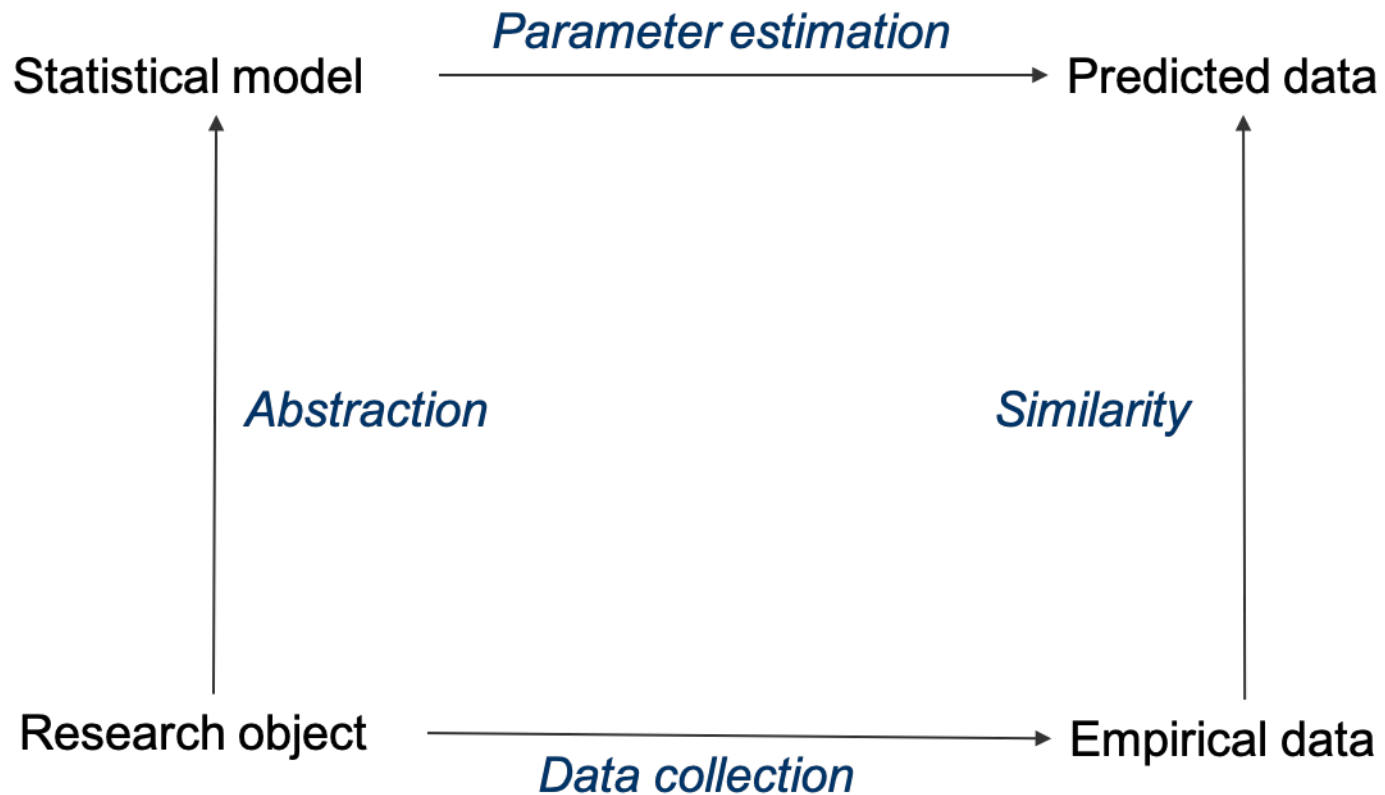 Parameter estimation
Statistical model
Predicted data
Abstraction
Similarity
Research object
Empirical data
Data collection